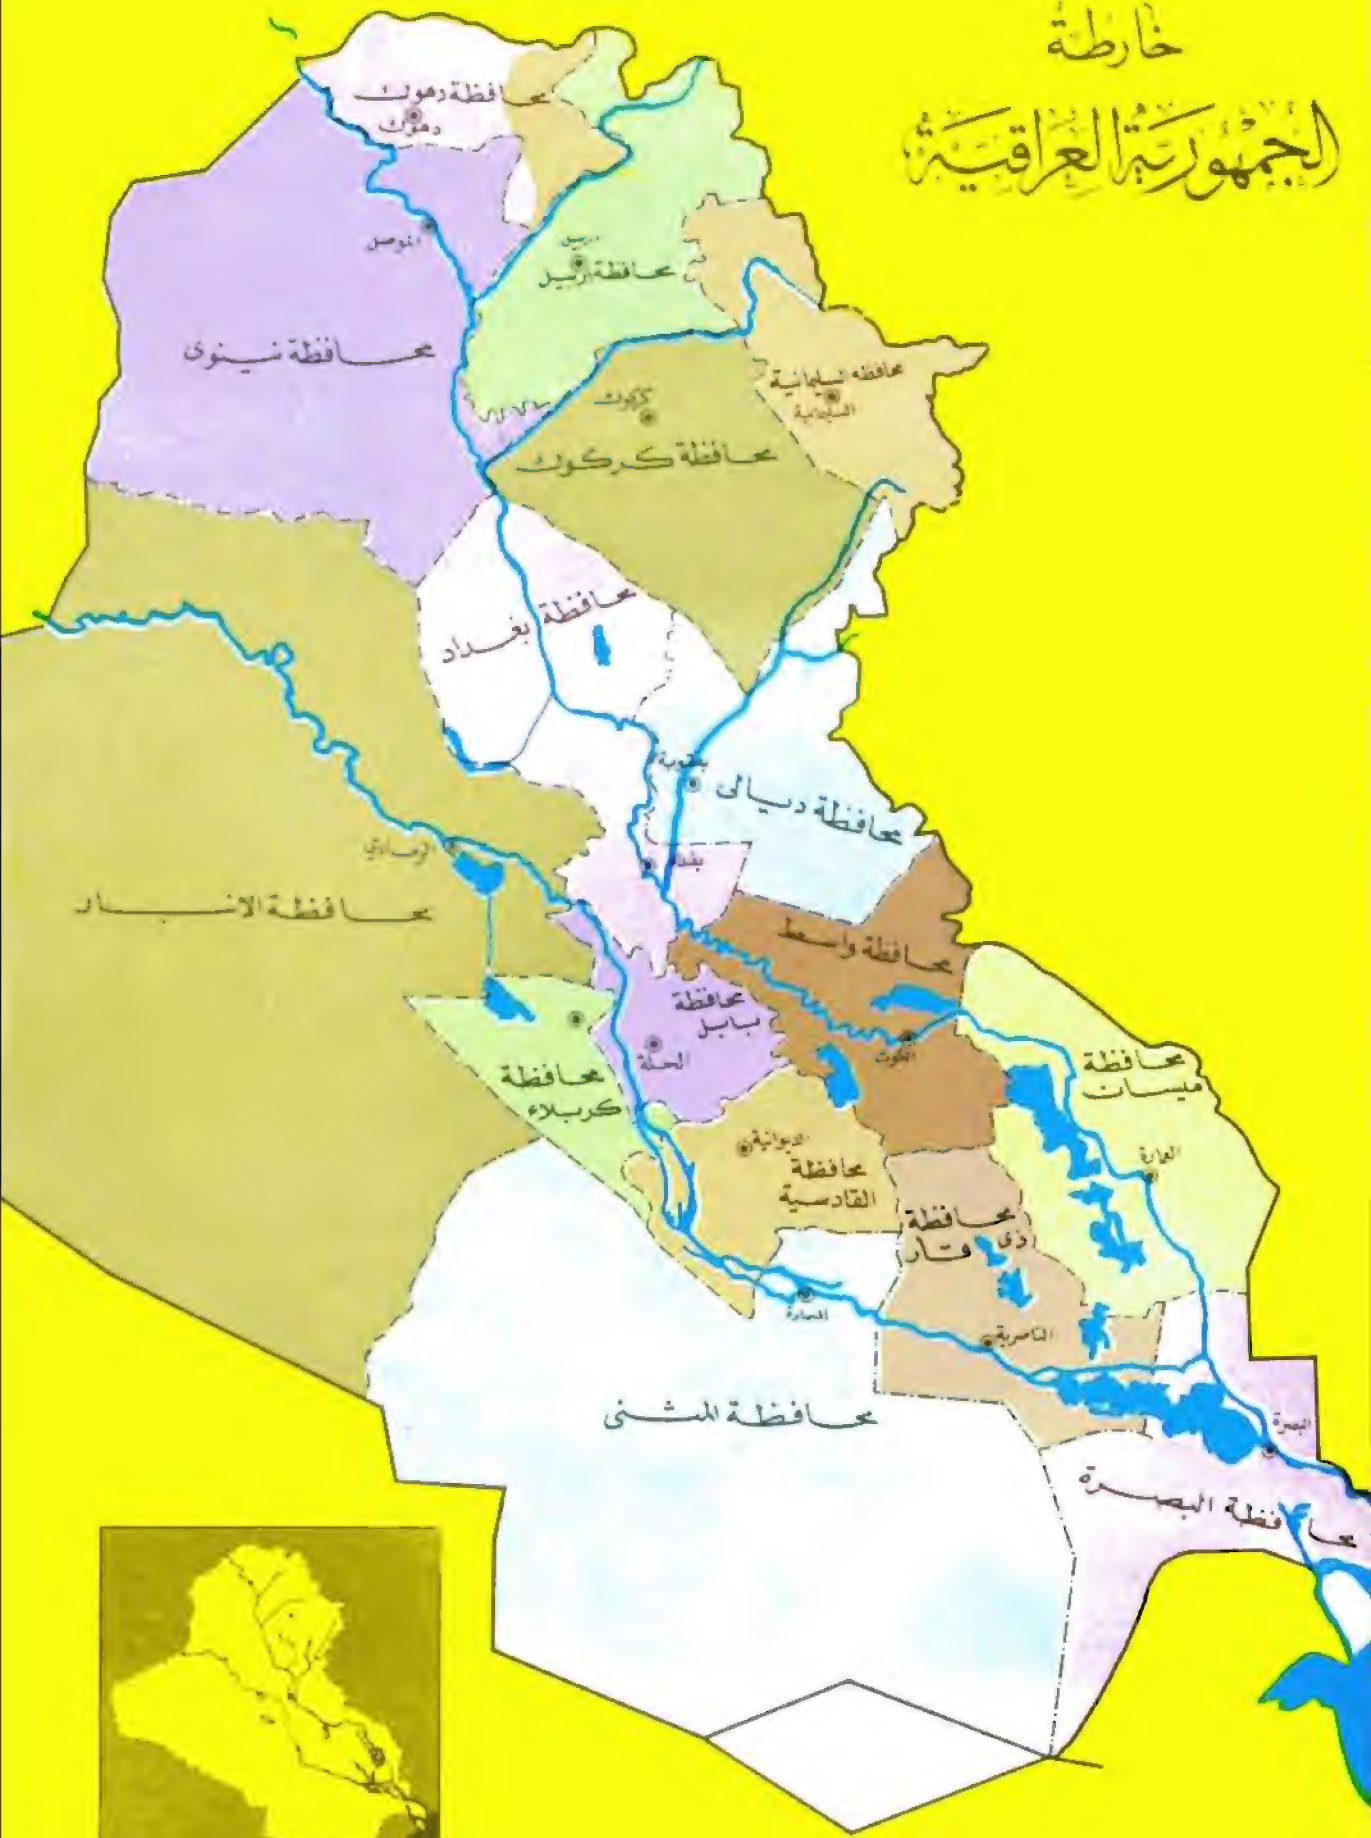 خارطة
الجمهورية العراقية
محافظة دهوك
دهوك
الموصل
اربيل
محافظة اربيل
محافظة نينوى
محافظة السليمانية
السليمانية
كركوك
محافظة كركوك
محافظة بغداد
بعقوبة
محافظة ديالى
الرمادي
بغداد
محافظة الانبار
محافظة واسط
محافظة
بابل
الكوت
الحلة
محافظة
ميسان
محافظة
كربلاء
الديوانية
العمارة
محافظة
القادسية
محافظة
ذي قار
السماوة
الناصرية
محافظة المثنى
البصرة
محافظة البصرة